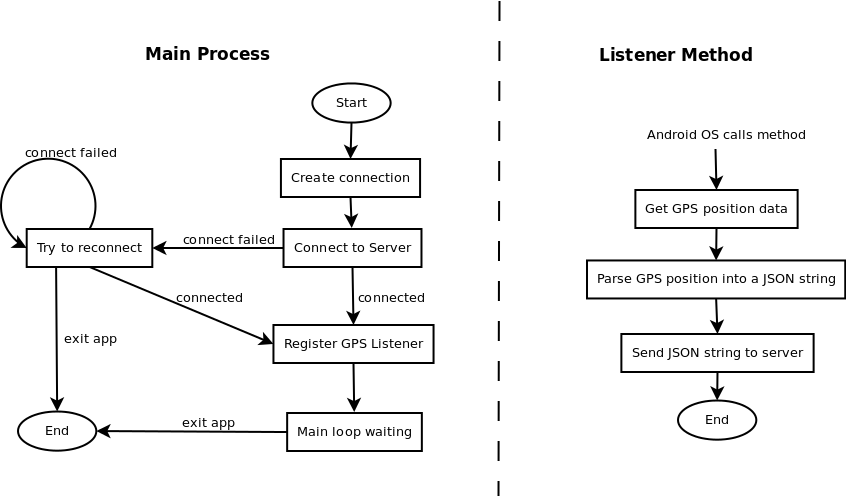 Main Process
Start
Create connection
connect failed
Try to reconnect
connect failed
Connect to Server
connected
connected
exit app
Register GPS Listener
End
exit app
Main loop waiting
Listener Method
Android OS calls method
Get GPS position data
Parse GPS position into a JSON string
Send JSON string to server
End